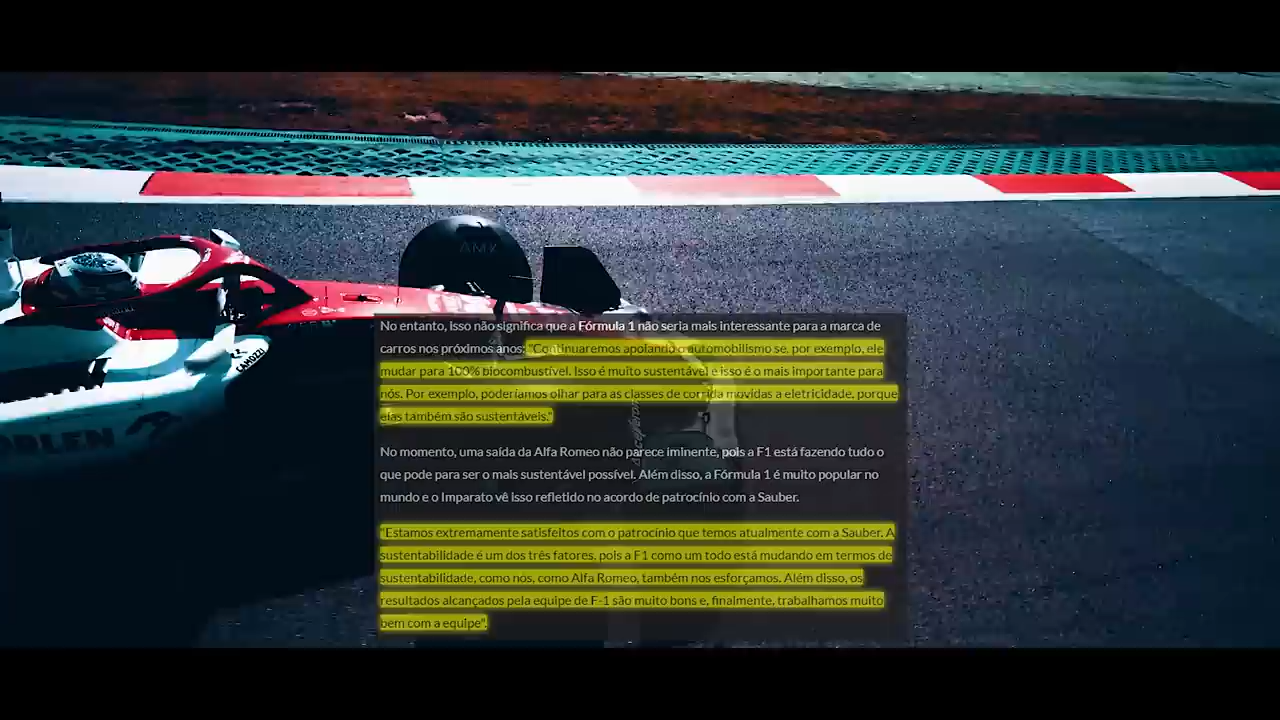 AMX
CAMOZZI
ORLEN
No entanto, isso não significa que a Fórmula 1 não seria mais interessante para a marca de
carros nos próximos anos: "Continuaremos apoiando o automobilismo se, por exemplo, ele
mudar para 100% biocombustível. Isso é muito sustentável e isso é o mais importante para
nós. Por exemplo, poderíamos olhar para as classes de corrida movidas a eletricidade, porque
elas também são sustentáveis."
No momento, uma saída da Alfa Romeo não parece iminente, pois a F1 está fazendo tudo o
que pode para ser o mais sustentável possível. Além disso, a Fórmula 1 é muito popular no
mundo e o Imparato vê isso refletido no acordo de patrocínio com a Sauber.
"Estamos extremamente satisfeitos com o patrocínio que temos atualmente com a Sauber. A
sustentabilidade é um dos três fatores, pois a F1 como um todo está mudando em termos de
sustentabilidade, como nós, como Alfa Romeo, também nos esforçamos. Além disso, os
resultados alcançados pela equipe de F-1 são muito bons e, finalmente, trabalhamos muito
bem com a equipe".